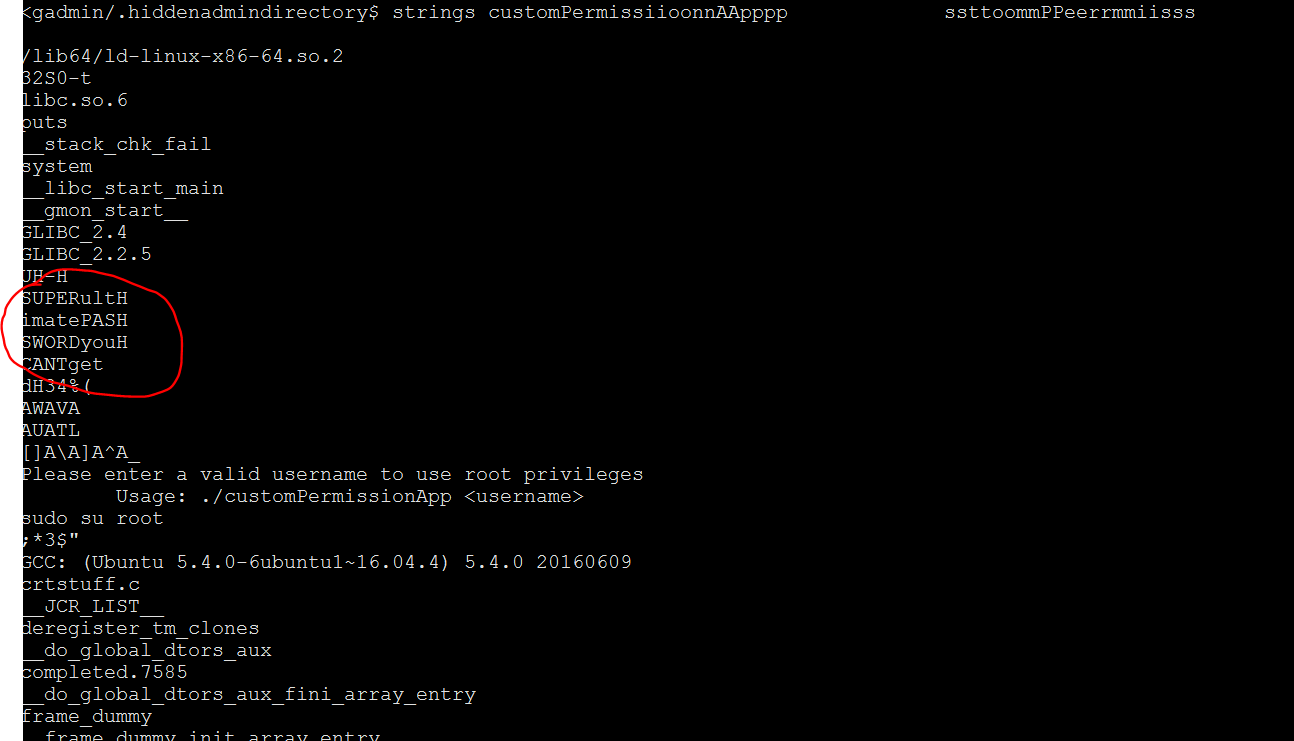 <gadmin/.hiddenadmindirectory$ strings customPermissiioonnAApppp ssttoommPPeerrmmiisss
/lib64/ld-linux-x86-64.so.2
32S0-t
libc.so.6
puts
__stack_chk_fail
system
__libc_start_main
__gmon_start__
GLIBC_2.4
GLIBC_2.2.5
UH-H
SUPERultH
imatePASH
SWORDyouH
CANTget
dH34%(
AWAVA
AUATL
[]A\A]A^A_
Please enter a valid username to use root privileges
Usage: ./customPermissionApp <username>
sudo su root
;*3$"
GCC: (Ubuntu 5.4.0-6ubuntu1~16.04.4) 5.4.0 20160609
crtstuff.c
__JCR_LIST__
deregister_tm_clones
__do_global_dtors_aux
completed.7585
__do_global_dtors_aux_fini_array_entry
frame_dummy
__frame_dummy_init_array_entry